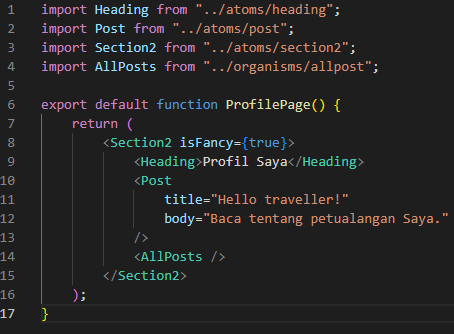 1 import Heading from "../atoms/heading";
2 import Post from "../atoms/post";
3 import Section2 from "../atoms/section2";
4 import AllPosts from "../organisms/allpost";
5
6 export default function ProfilePage() {
7     return (
8         <Section2 isFancy={true}>
9             <Heading>Profil Saya</Heading>
10             <Post
11                 title="Hello traveller!"
12                 body="Baca tentang petualangan Saya."
13             />
14             <AllPosts />
15         </Section2>
16     );
17 }